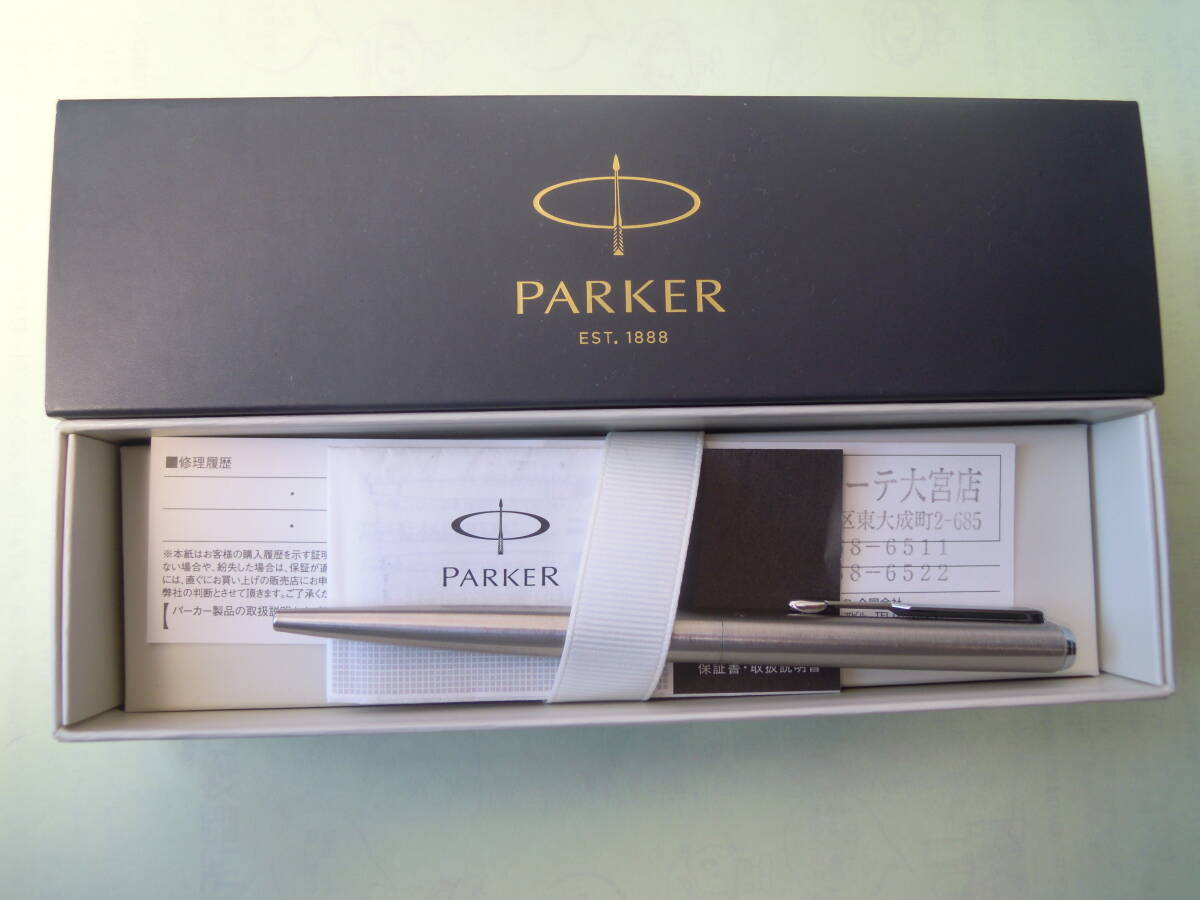 PARKER
EST. 1888
■修理履歴
※本紙はお客様の購入履歴を示す証明
ない場合や、紛失した場合は、保証が適
には、直ぐにお買い上げの販売店にお申
弊社の判断とさせて頂きます。ご了承くだ
【パーカー製品の取扱説明
PARKER
保証書・取扱説明書
ーテ大宮店
区東大成町2-685
8-6511
8-6522